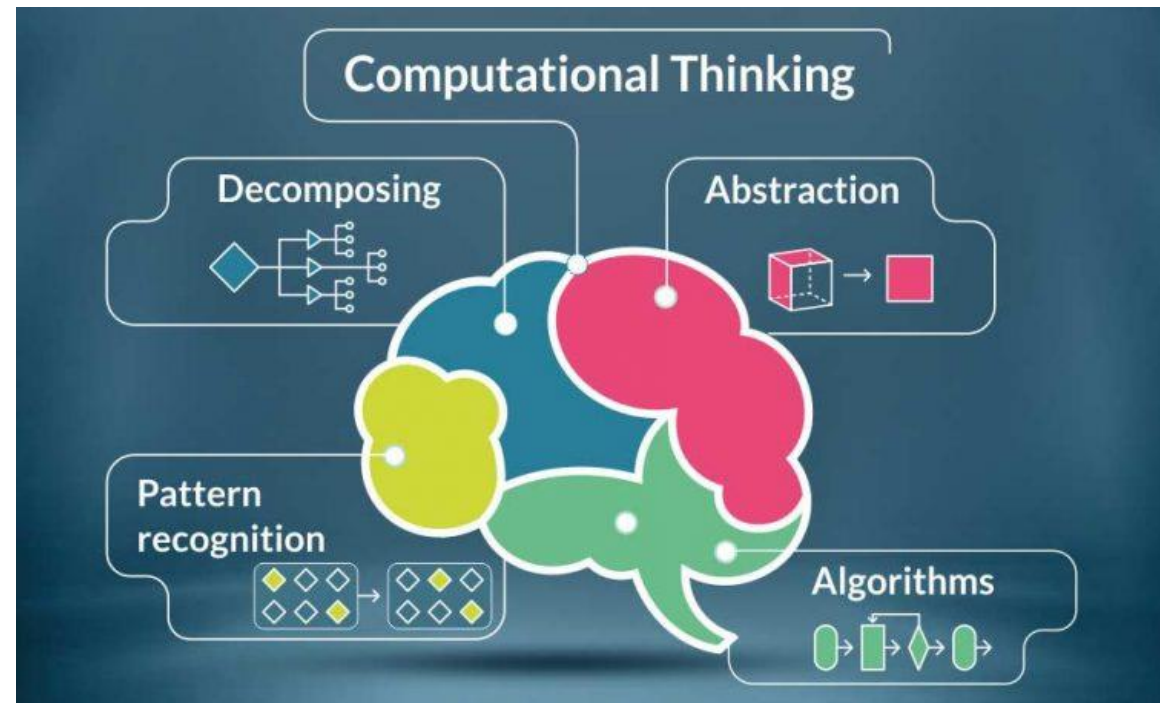 Computational Thinking
Decomposing
Abstraction
Pattern
recognition
Algorithms